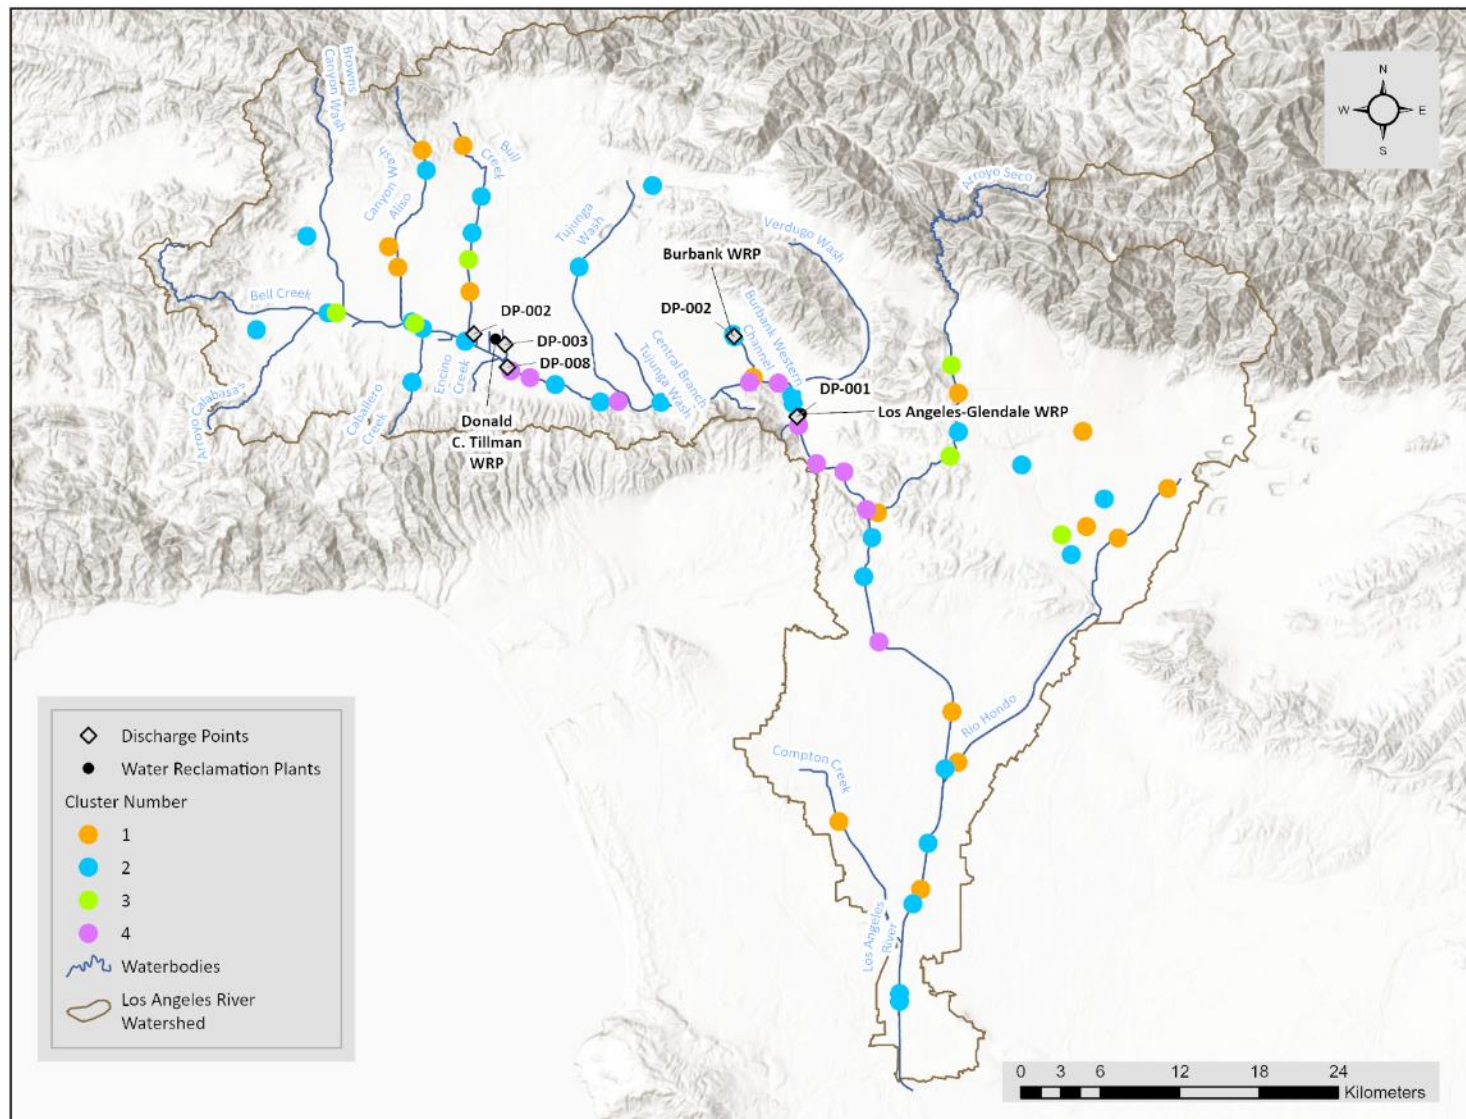 Browns
Canyon Wash
Canyon Wash
Aliso
Bull
Creek
N
W
E
S
Arroyo Seco
Tujunga
Wash
Verdugo Wash
Burbank WRP
Bell Creek
DP-002
DP-002
Burbank Western
Channel
DP-003
DP-008
Central Branch
Tujunga Wash
Encino
Creek
DP-001
Los Angeles-Glendale WRP
Arroyo Calabasa's
Caballero
Creek
Donald
C. Tillman
WRP
Rio Hondo
Compton Creek
Los Angeles
River
Discharge Points
Water Reclamation Plants
Cluster Number
1
2
3
4
Waterbodies
Los Angeles River
Watershed
0 3 6 12 18 24
Kilometers